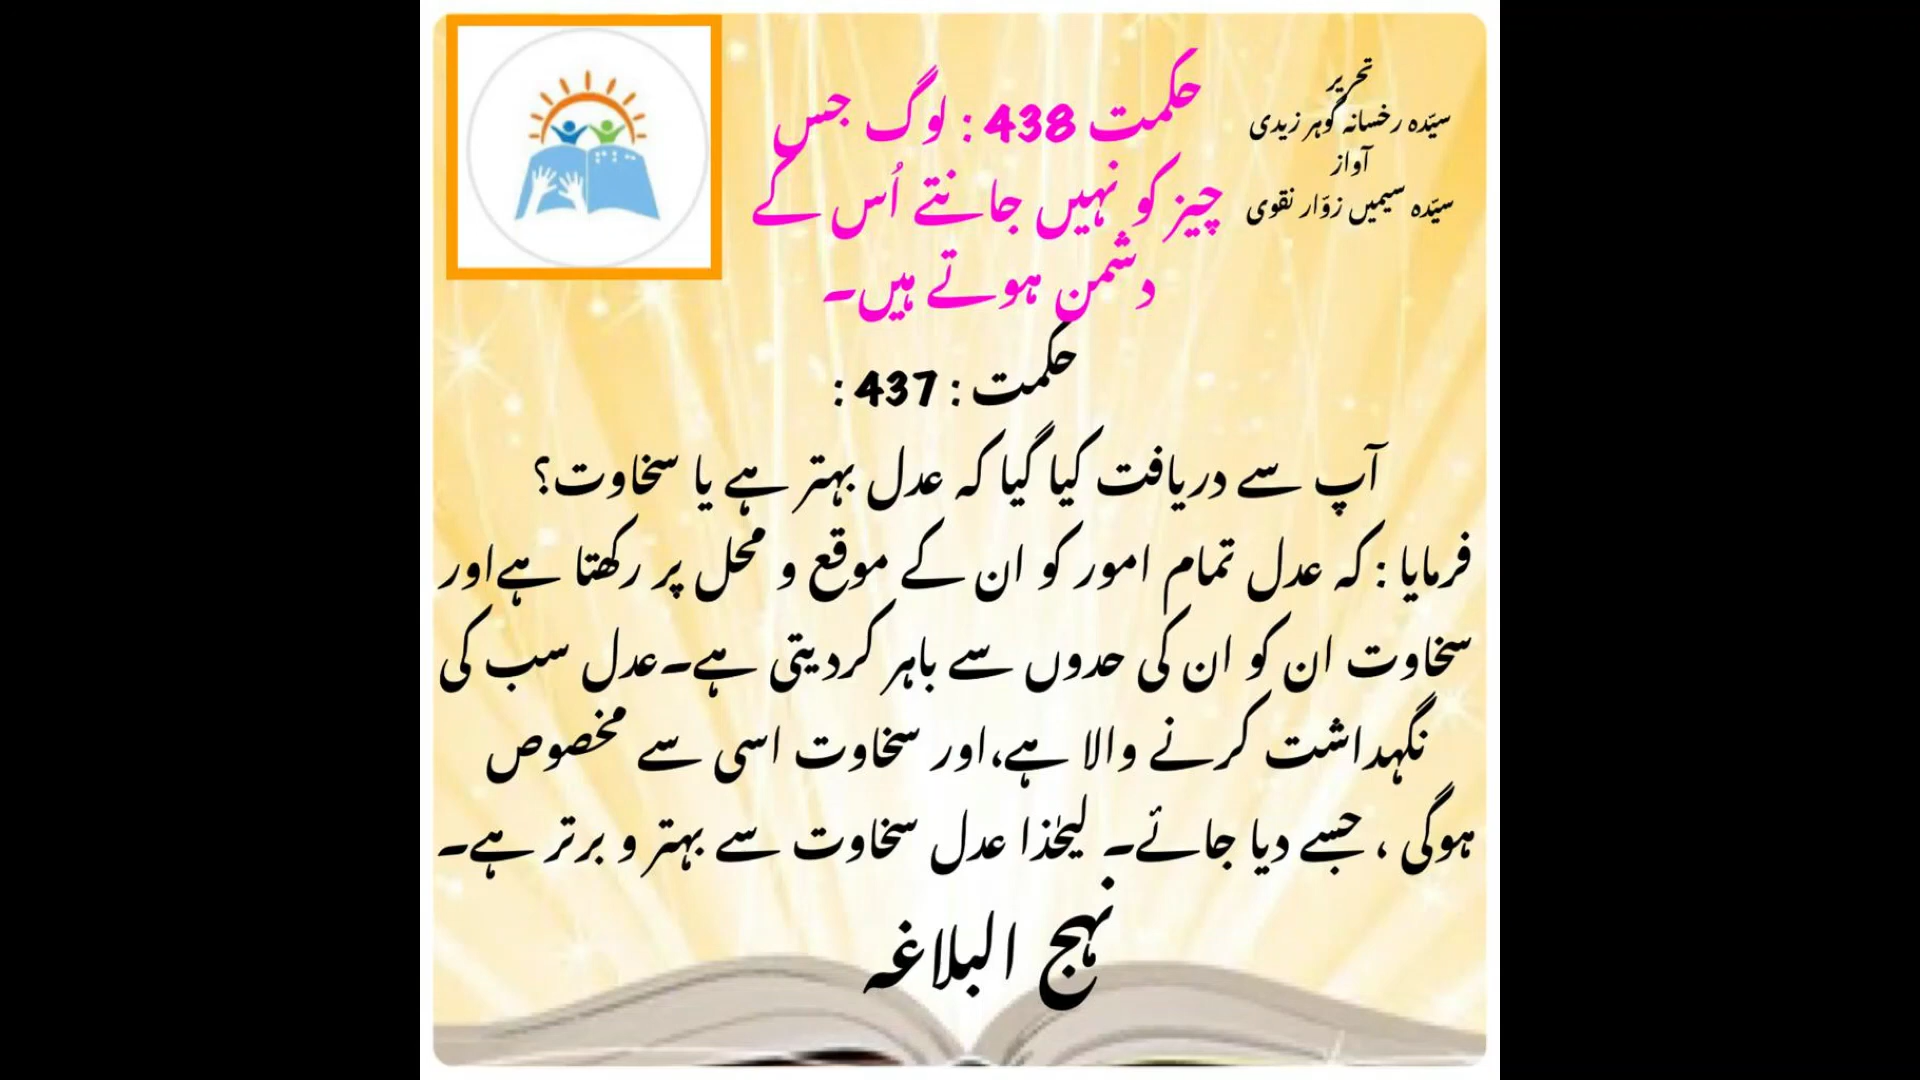 تحریر
سیّدہ رخسانہ گوہر زیدی
آواز
سیّدہ سیمیں زوّار نقوی
حکمت 438 : لوگ جس
چیز کو نہیں جانتے اُس کے
دشمن ہوتے ہیں۔
حکمت : 437 :
آپ سے دریافت کیا گیا کہ عدل بہتر ہے یا سخاوت؟
فرمایا : کہ عدل تمام امور کو ان کے موقع و محل پر رکھتا ہے اور
سخاوت ان کو ان کی حدوں سے باہر کردیتی ہے۔ عدل سب کی
نگہداشت کرنے والا ہے، اور سخاوت اسی سے مخصوص
ہوگی ، جسے دیا جائے۔ لیحٰذا عدل سخاوت سے بہتر و برتر ہے۔
نہج البلاغہ